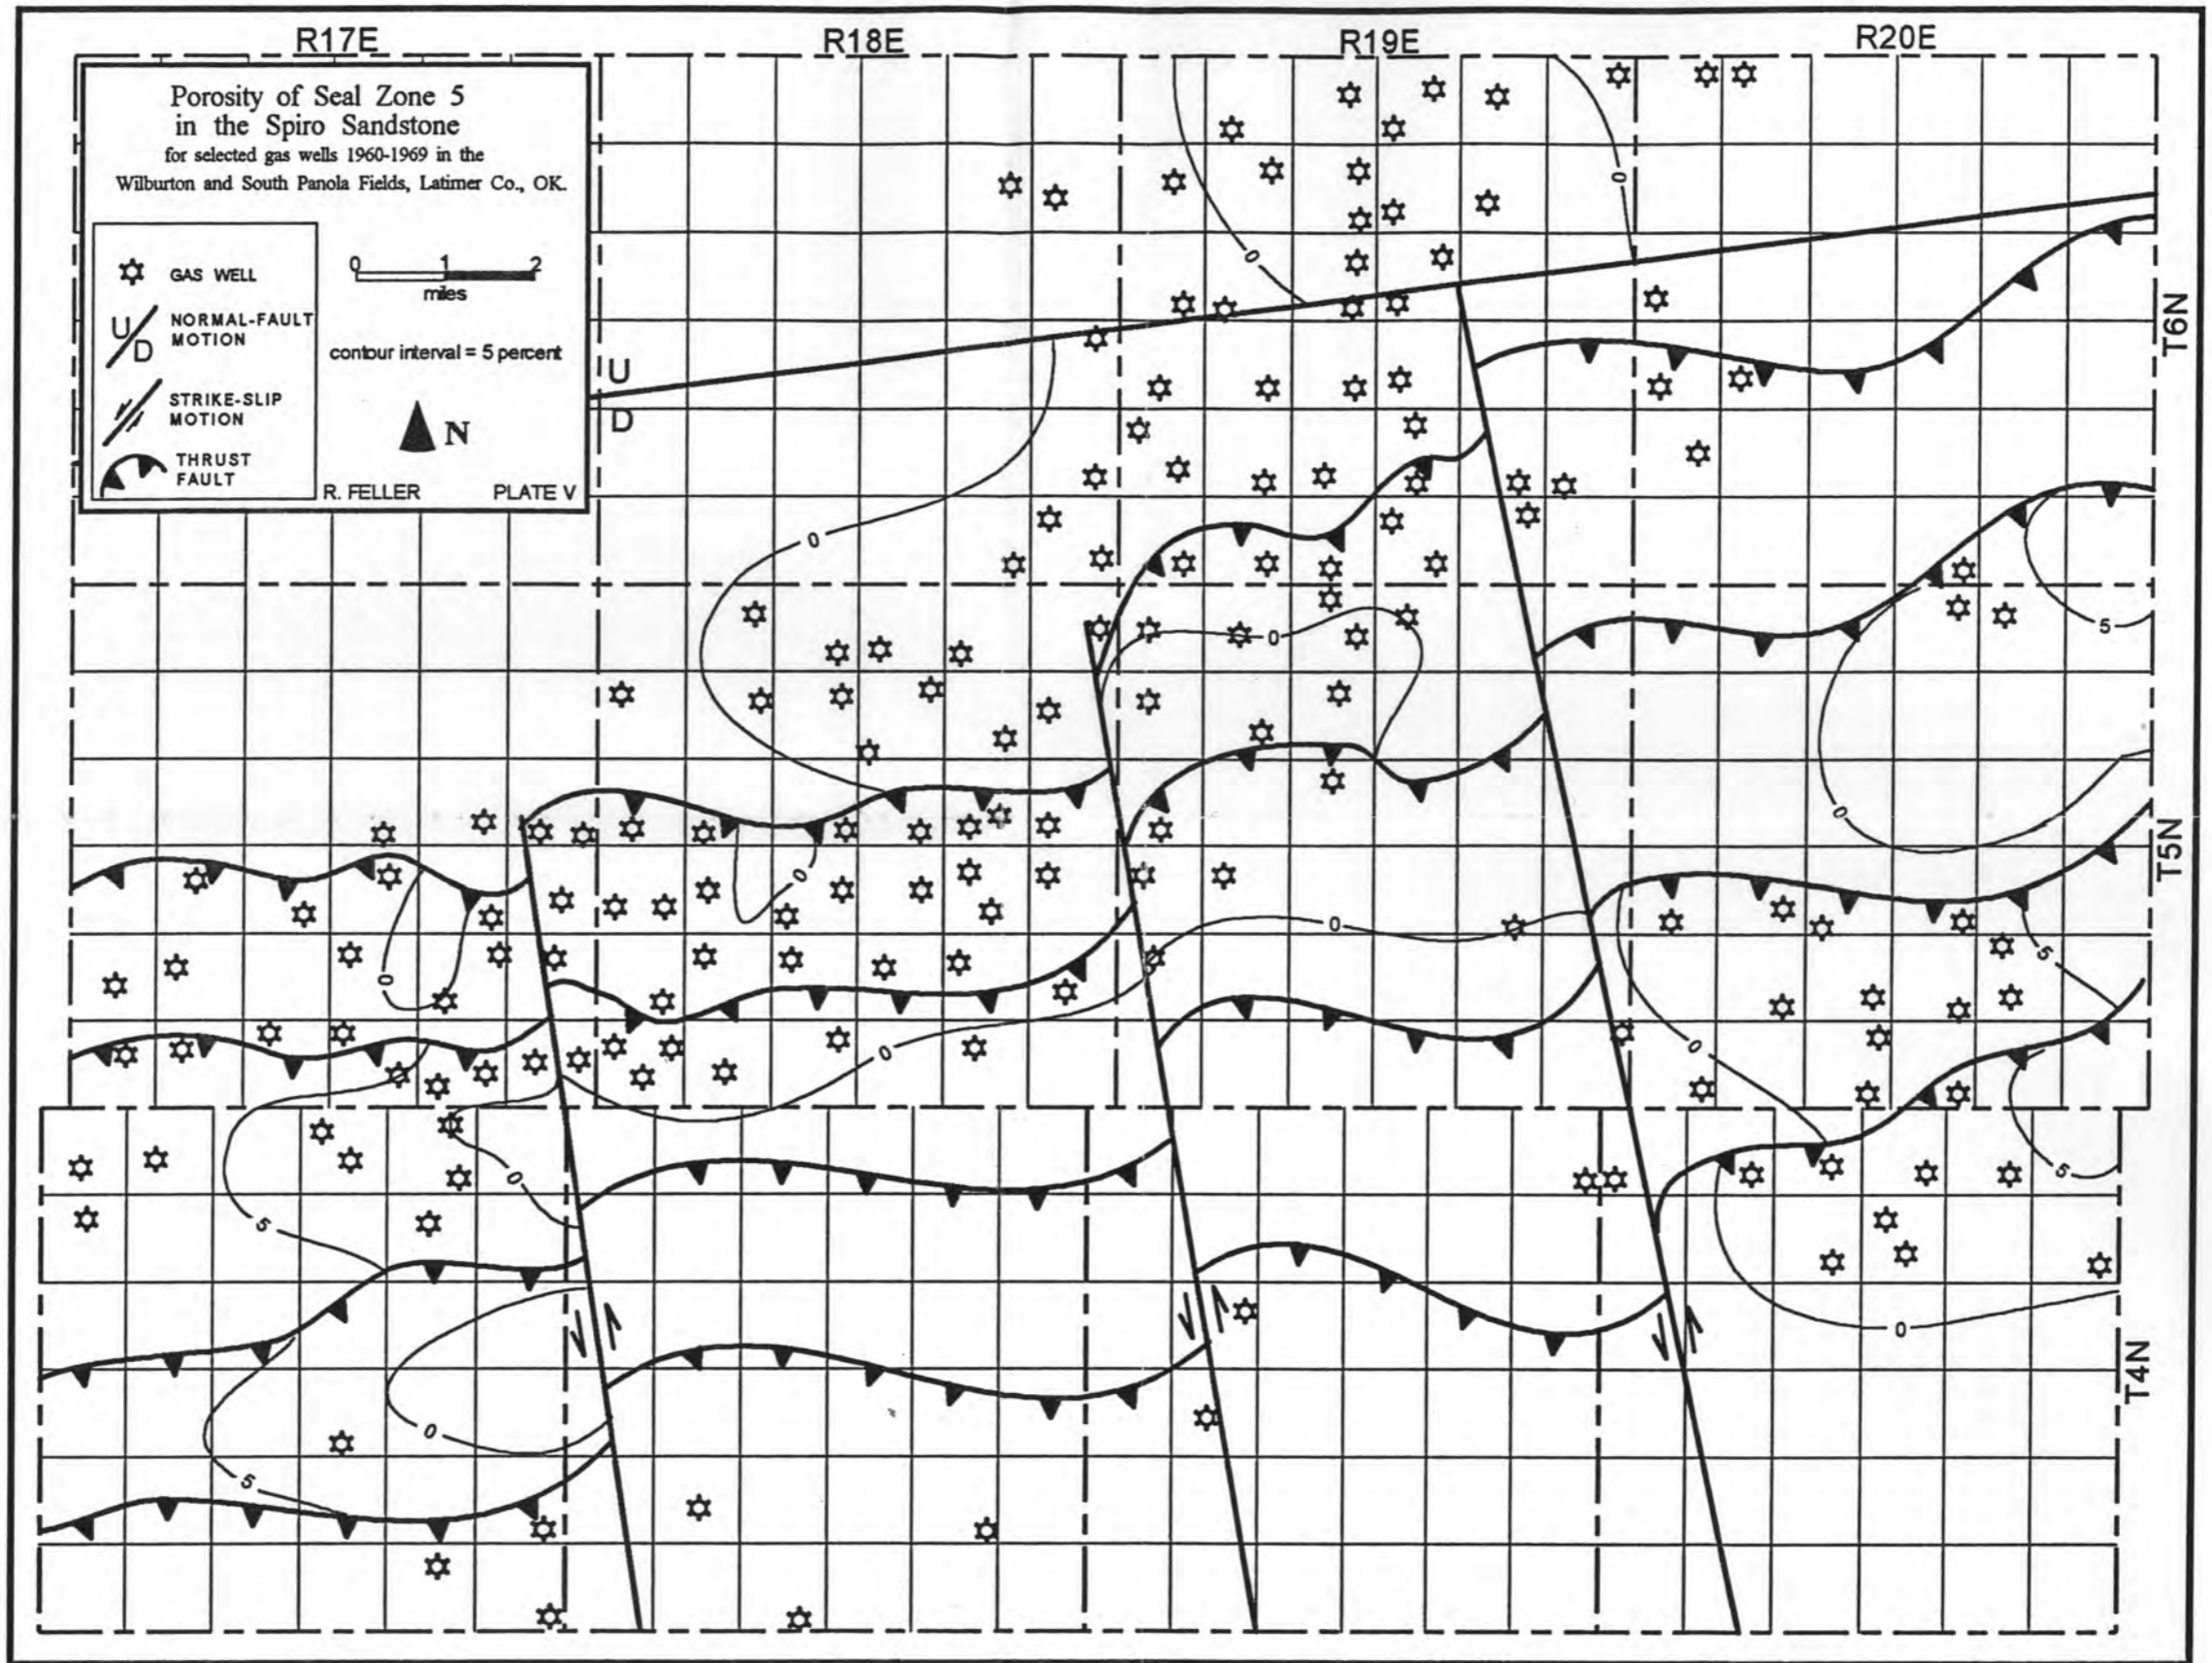 R17E
R18E
R19E
R20E
Porosity of Seal Zone 5
in the Spiro Sandstone
for selected gas wells 1960-1969 in the
Wilburton and South Panola Fields, Latimer Co., OK.
GAS WELL
U
D
NORMAL-FAULT
MOTION
STRIKE-SLIP
MOTION
THRUST
FAULT
0 1 2
miles
contour interval = 5 percent
N
R. FELLER
PLATE V
U
D
T6N
T5N
T4N
0
0
0
0
5
0
0
0
0
0
5
0
0
0
5
5
0
0
5